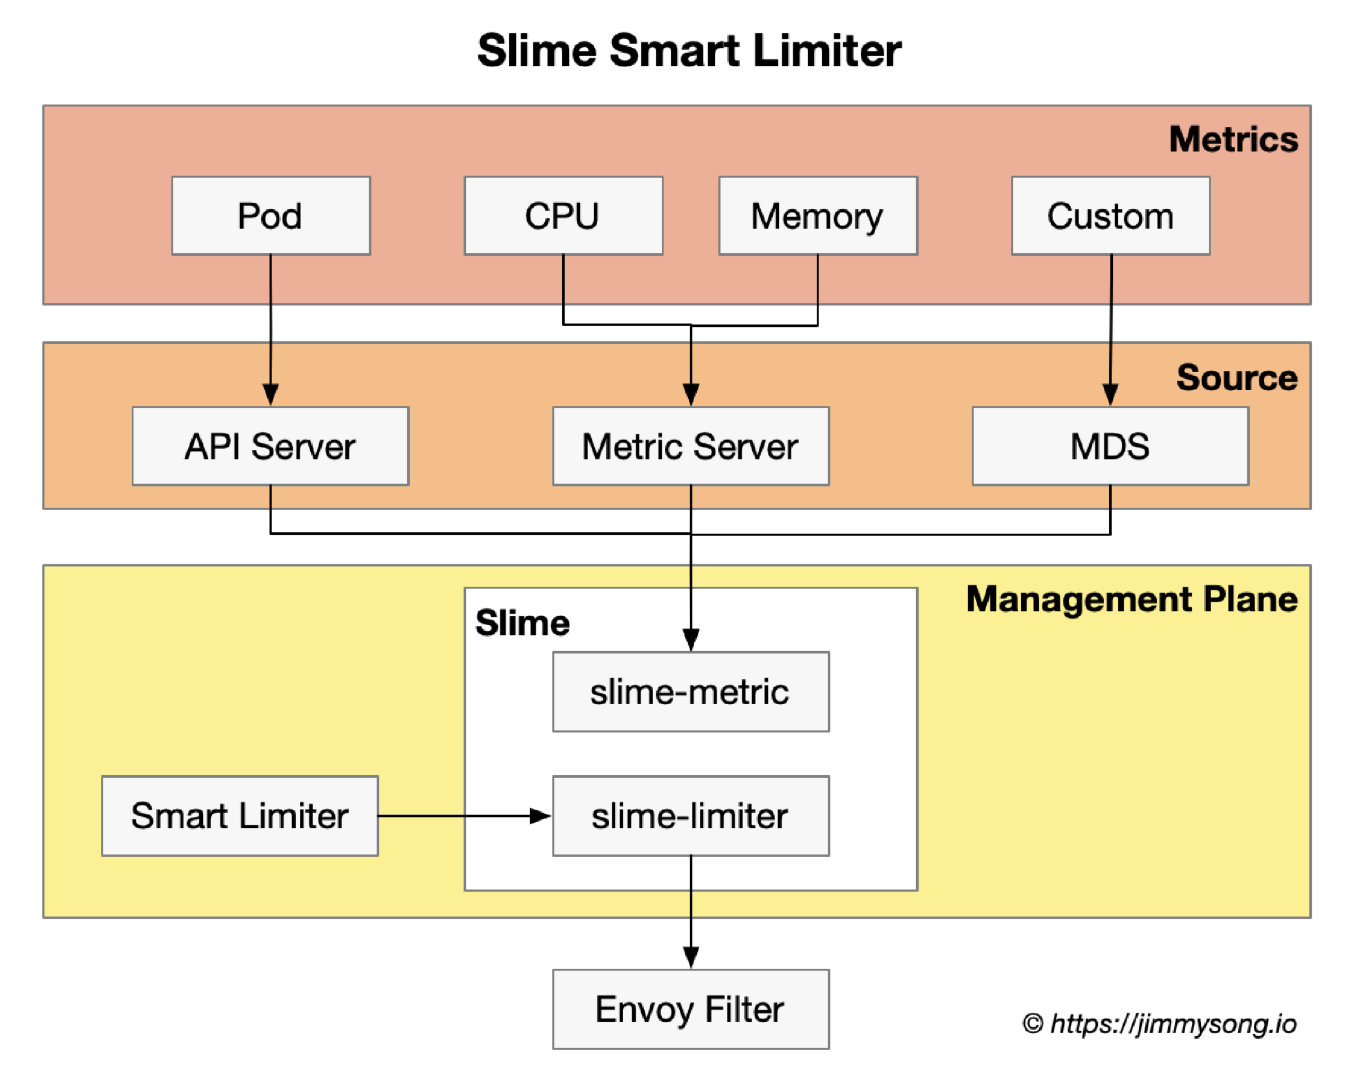 Slime Smart Limiter
Metrics
Pod
CPU
Memory
Custom
Source
API Server
Metric Server
MDS
Management Plane
Slime
slime-metric
Smart Limiter
slime-limiter
Envoy Filter
© https://jimmysong.io